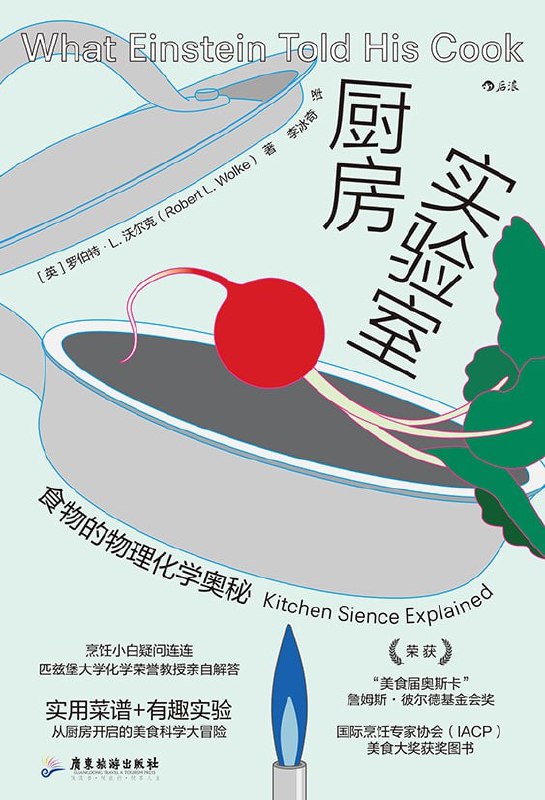 What Einstein Told His Cook
后浪
厨房
实验室
[英]罗伯特·L.沃尔克(Robert L. Wolke) 著 李冰奇 译
食物的物理化学奥秘 Kitchen Sience Explained
烹饪小白疑问连连
匹兹堡大学化学荣誉教授亲自解答
实用菜谱+有趣实验
从厨房开启的美食科学大冒险
荣获
“美食届奥斯卡”
詹姆斯·彼尔德基金会奖
国际烹饪专家协会(IACP)
美食大奖获奖图书
广东旅游出版社
GUANGDONG TRAVEL & TOURISM PRESS